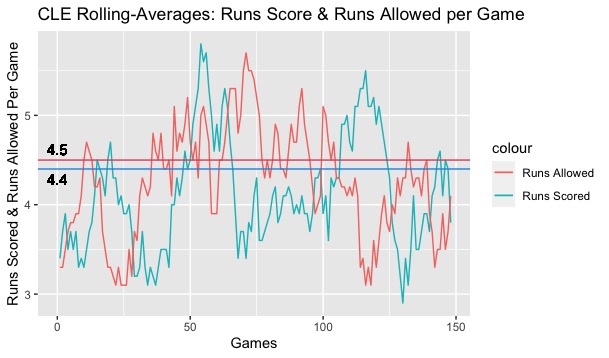 CLE Rolling-Averages: Runs Score & Runs Allowed per Game
Runs Scored & Runs Allowed Per Game
5
4
3
4.5
4.4
0
50
100
150
Games
colour
Runs Allowed
Runs Scored